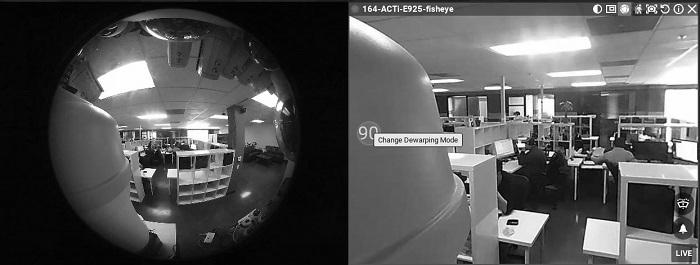 164-ACTi-E925-fisheye
90
Change Dewarping Mode
LIVE